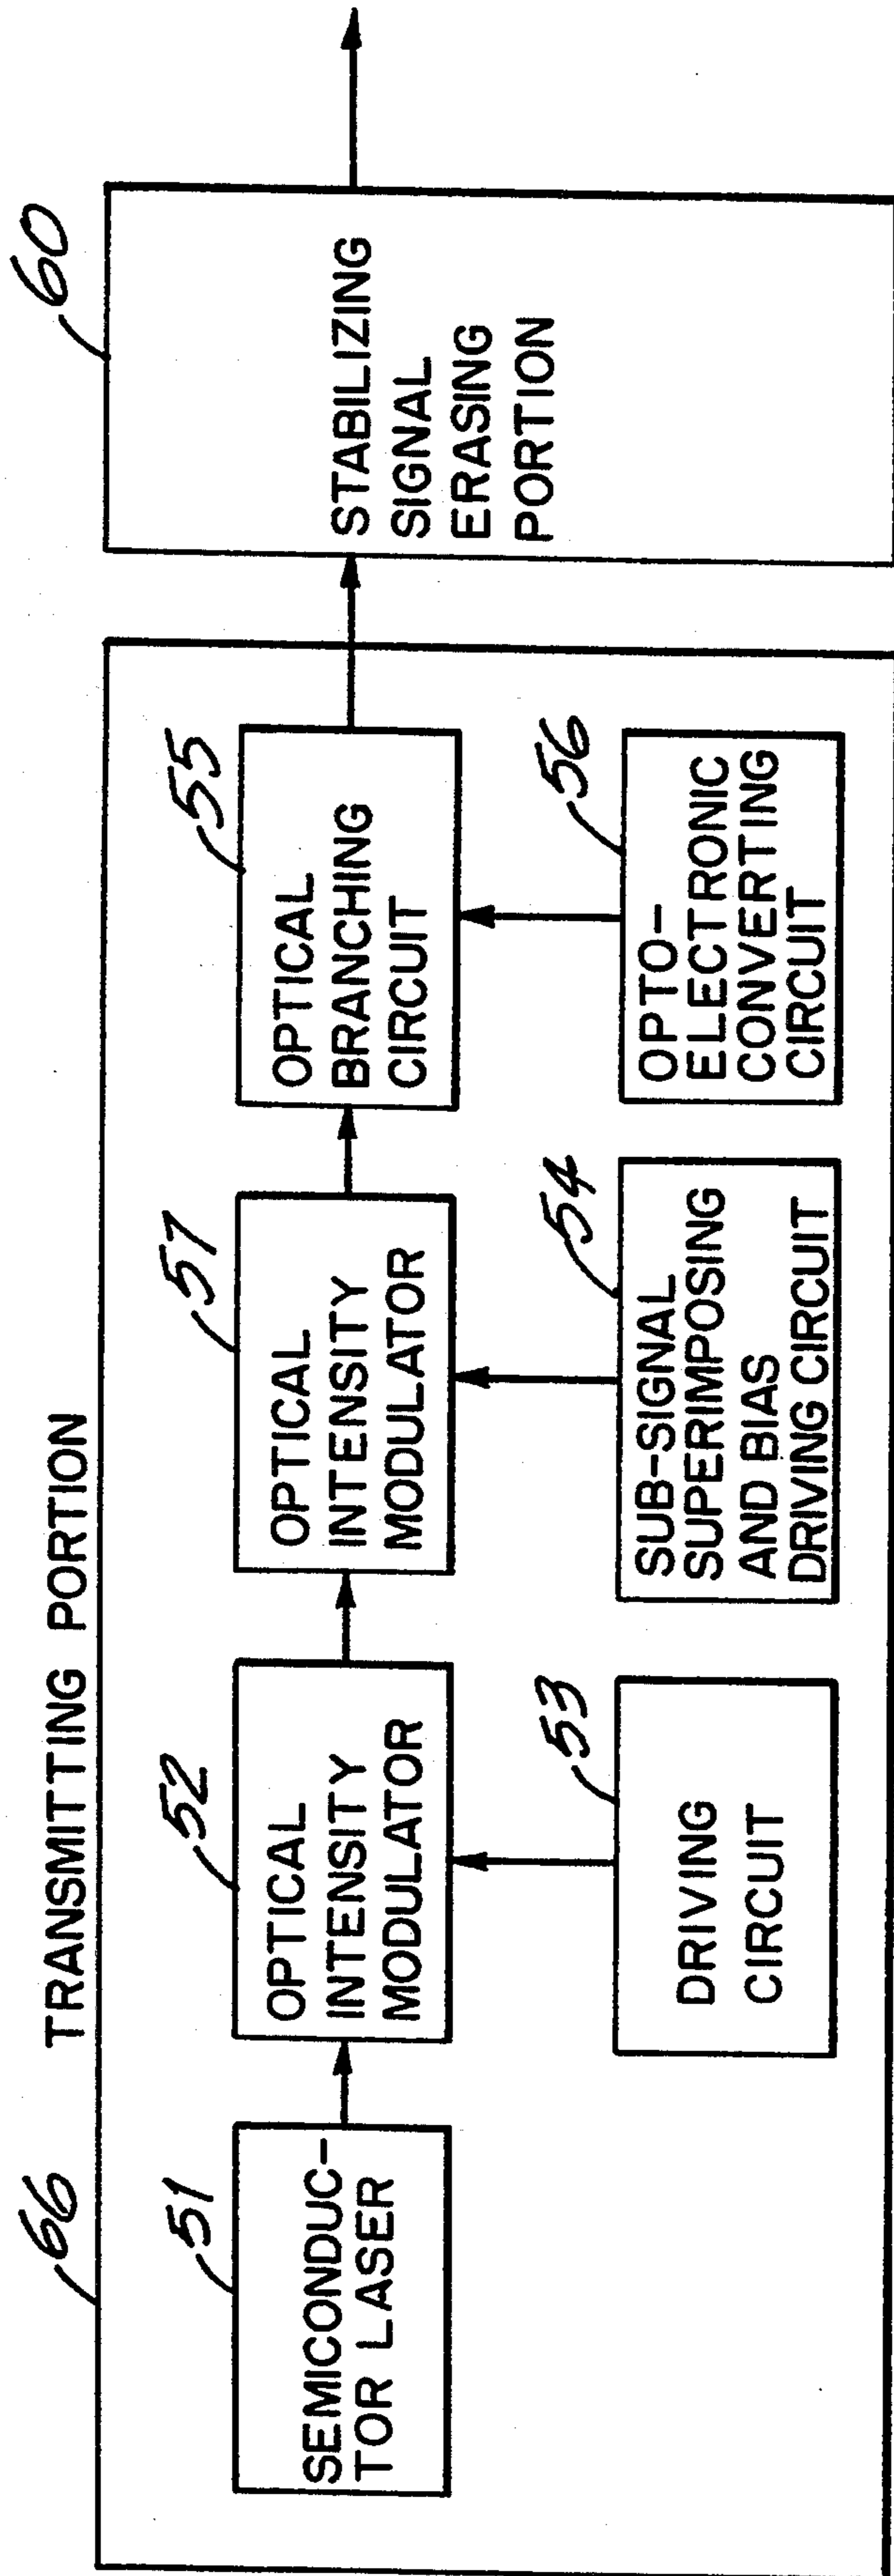 66
TRANSMITTING PORTION
60
51
SEMICONDUC-
TOR LASER
52
OPTICAL
INTENSITY
MODULATOR
57
OPTICAL
INTENSITY
MODULATOR
55
OPTICAL
BRANCHING
CIRCUIT
STABILIZING
SIGNAL
ERASING
PORTION
53
DRIVING
CIRCUIT
54
SUB-SIGNAL
SUPERIMPOSING
AND BIAS
DRIVING CIRCUIT
56
OPTO-
ELECTRONIC
CONVERTING
CIRCUIT